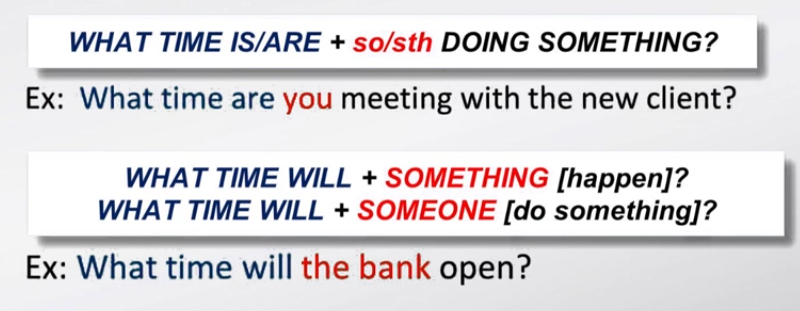 WHAT TIME IS/ARE + so/sth DOING SOMETHING?
Ex: What time are you meeting with the new client?
WHAT TIME WILL + SOMETHING [happen]?
WHAT TIME WILL + SOMEONE [do something]?
Ex: What time will the bank open?